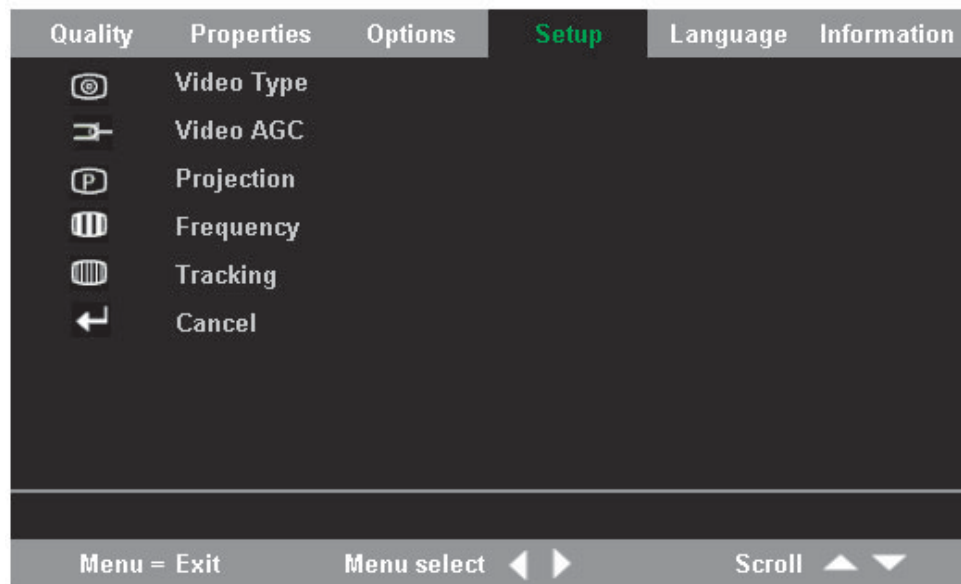 Quality Properties Options Setup Language Information
Video Type
Video AGC
P Projection
Frequency
Tracking
Cancel
Menu = Exit Menu select Scroll